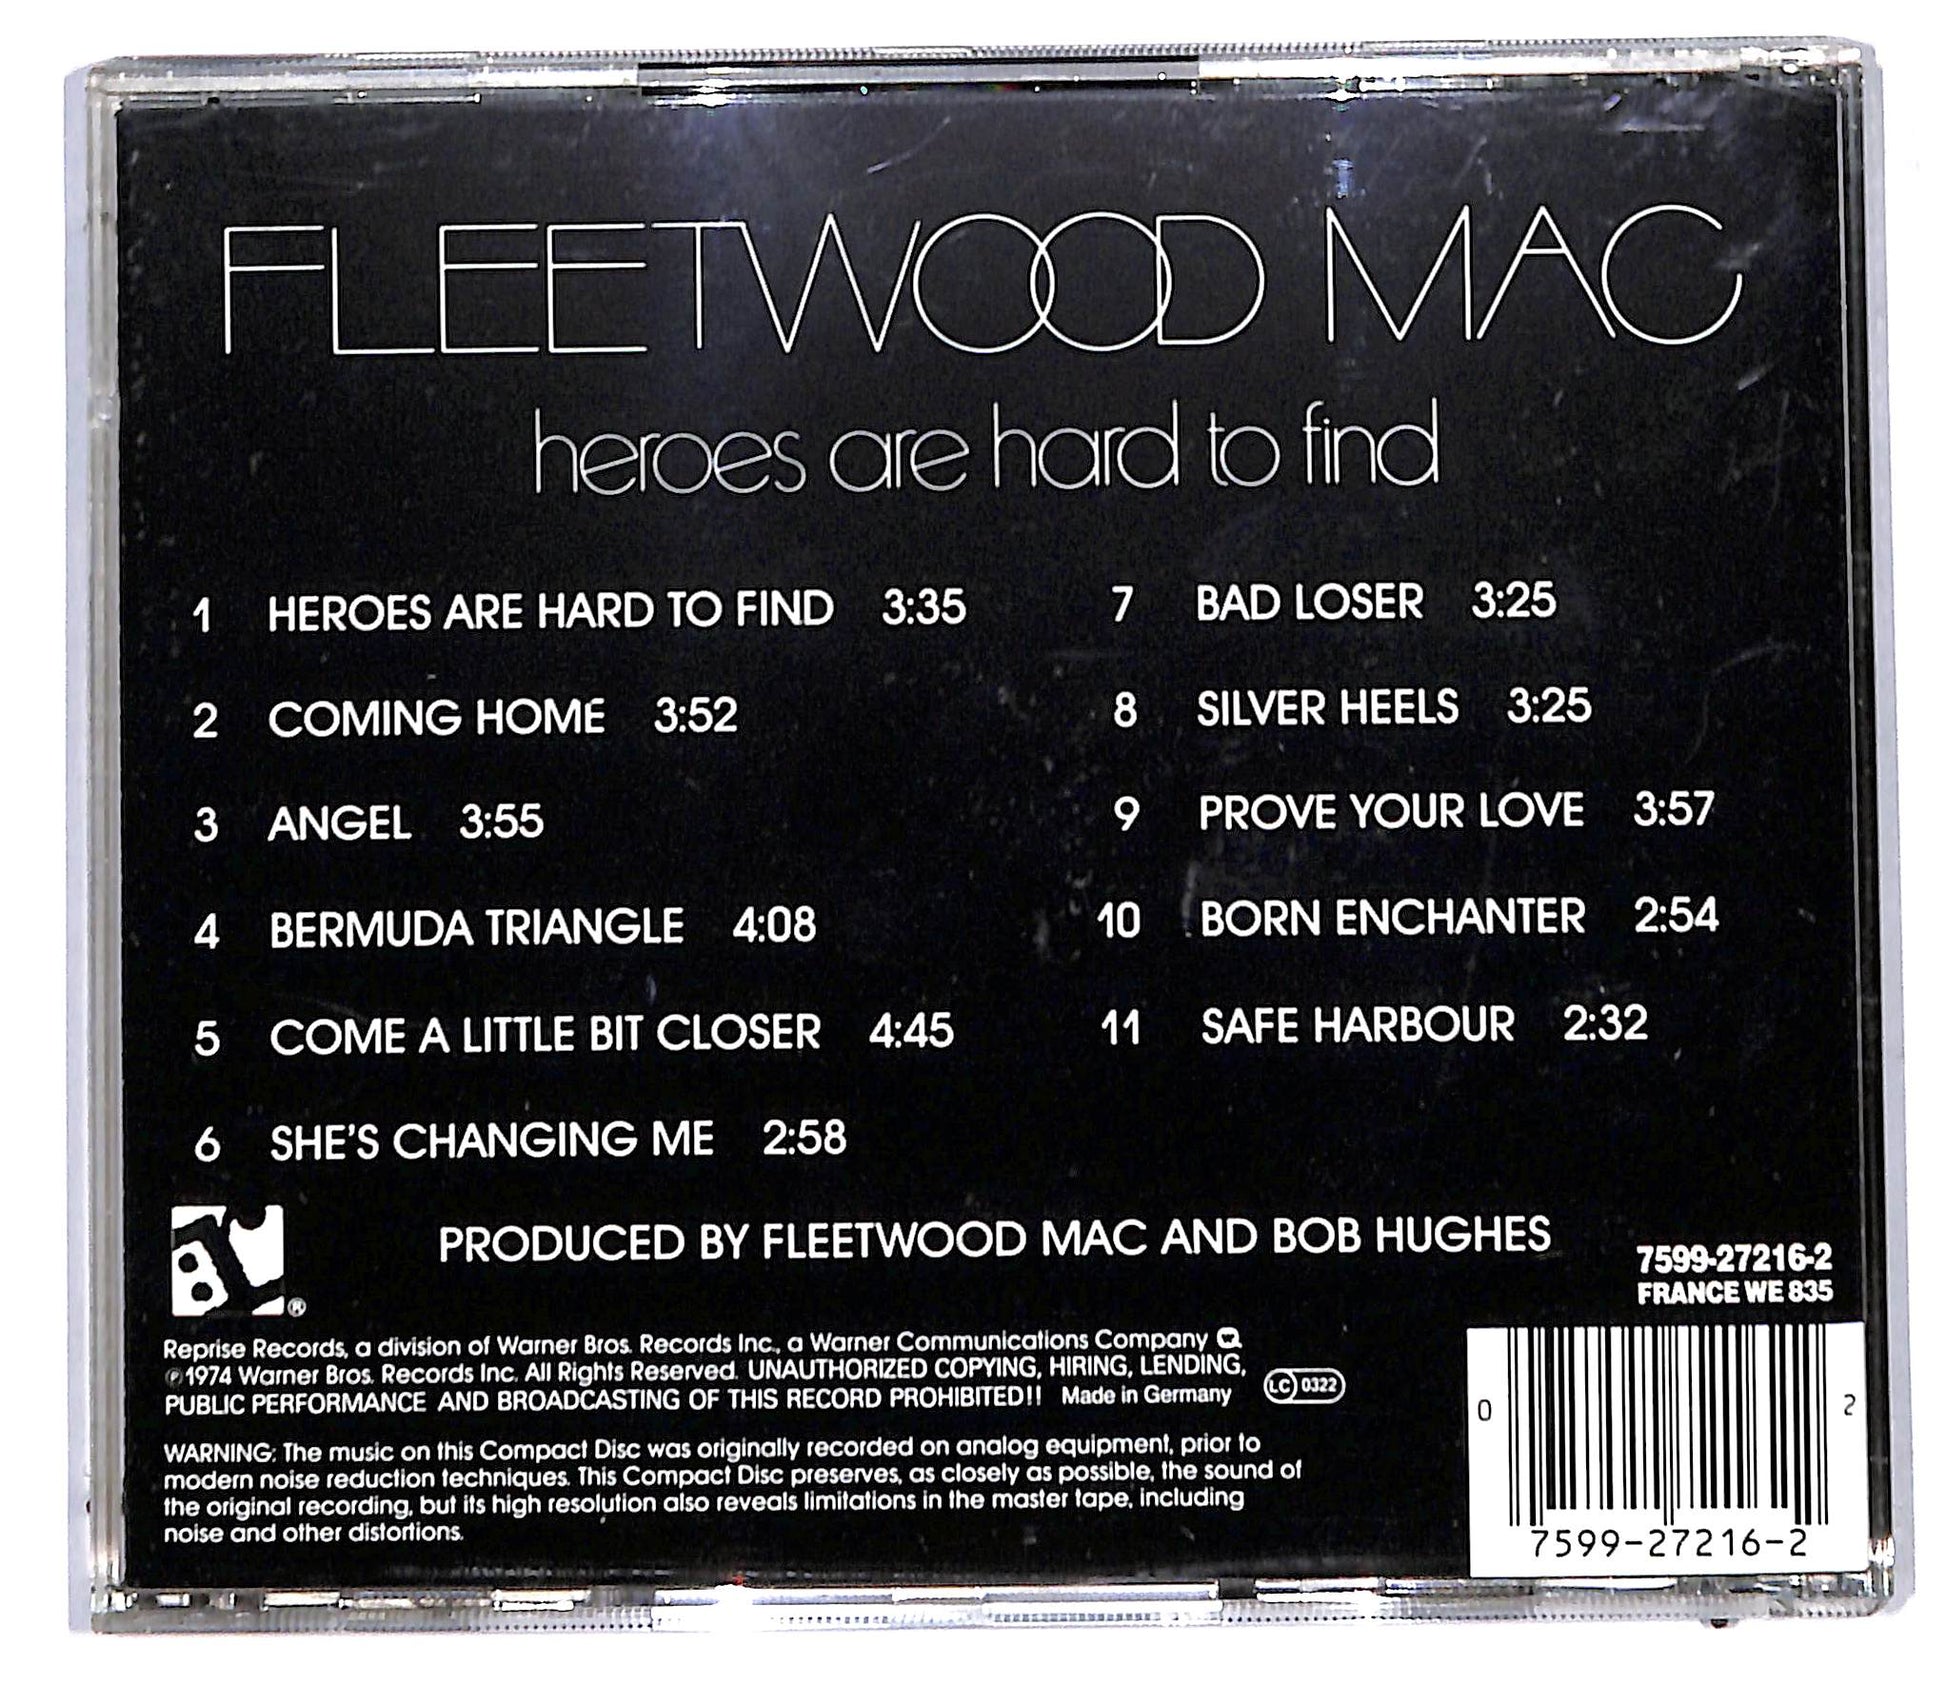 FLEETWOOD MAC
heroes are hard to find
1 HEROES ARE HARD TO FIND 3:35
2 COMING HOME 3:52
3 ANGEL 3:55
4 BERMUDA TRIANGLE 4:08
5 COME A LITTLE BIT CLOSER 4:45
6 SHE'S CHANGING ME 2:58
7 BAD LOSER 3:25
8 SILVER HEELS 3:25
9 PROVE YOUR LOVE 3:57
10 BORN ENCHANTER 2:54
11 SAFE HARBOUR 2:32
PRODUCED BY FLEETWOOD MAC AND BOB HUGHES
7599-27216-2
FRANCE WE 835
®
Reprise Records, a division of Warner Bros. Records Inc., a Warner Communications Company
℗1974 Warner Bros. Records Inc. All Rights Reserved. UNAUTHORIZED COPYING, HIRING, LENDING,
PUBLIC PERFORMANCE AND BROADCASTING OF THIS RECORD PROHIBITED!! Made in Germany
LC 0322
WARNING: The music on this Compact Disc was originally recorded on analog equipment, prior to
modern noise reduction techniques. This Compact Disc preserves, as closely as possible, the sound of
the original recording, but its high resolution also reveals limitations in the master tape, including
noise and other distortions.
0 2
7599-27216-2